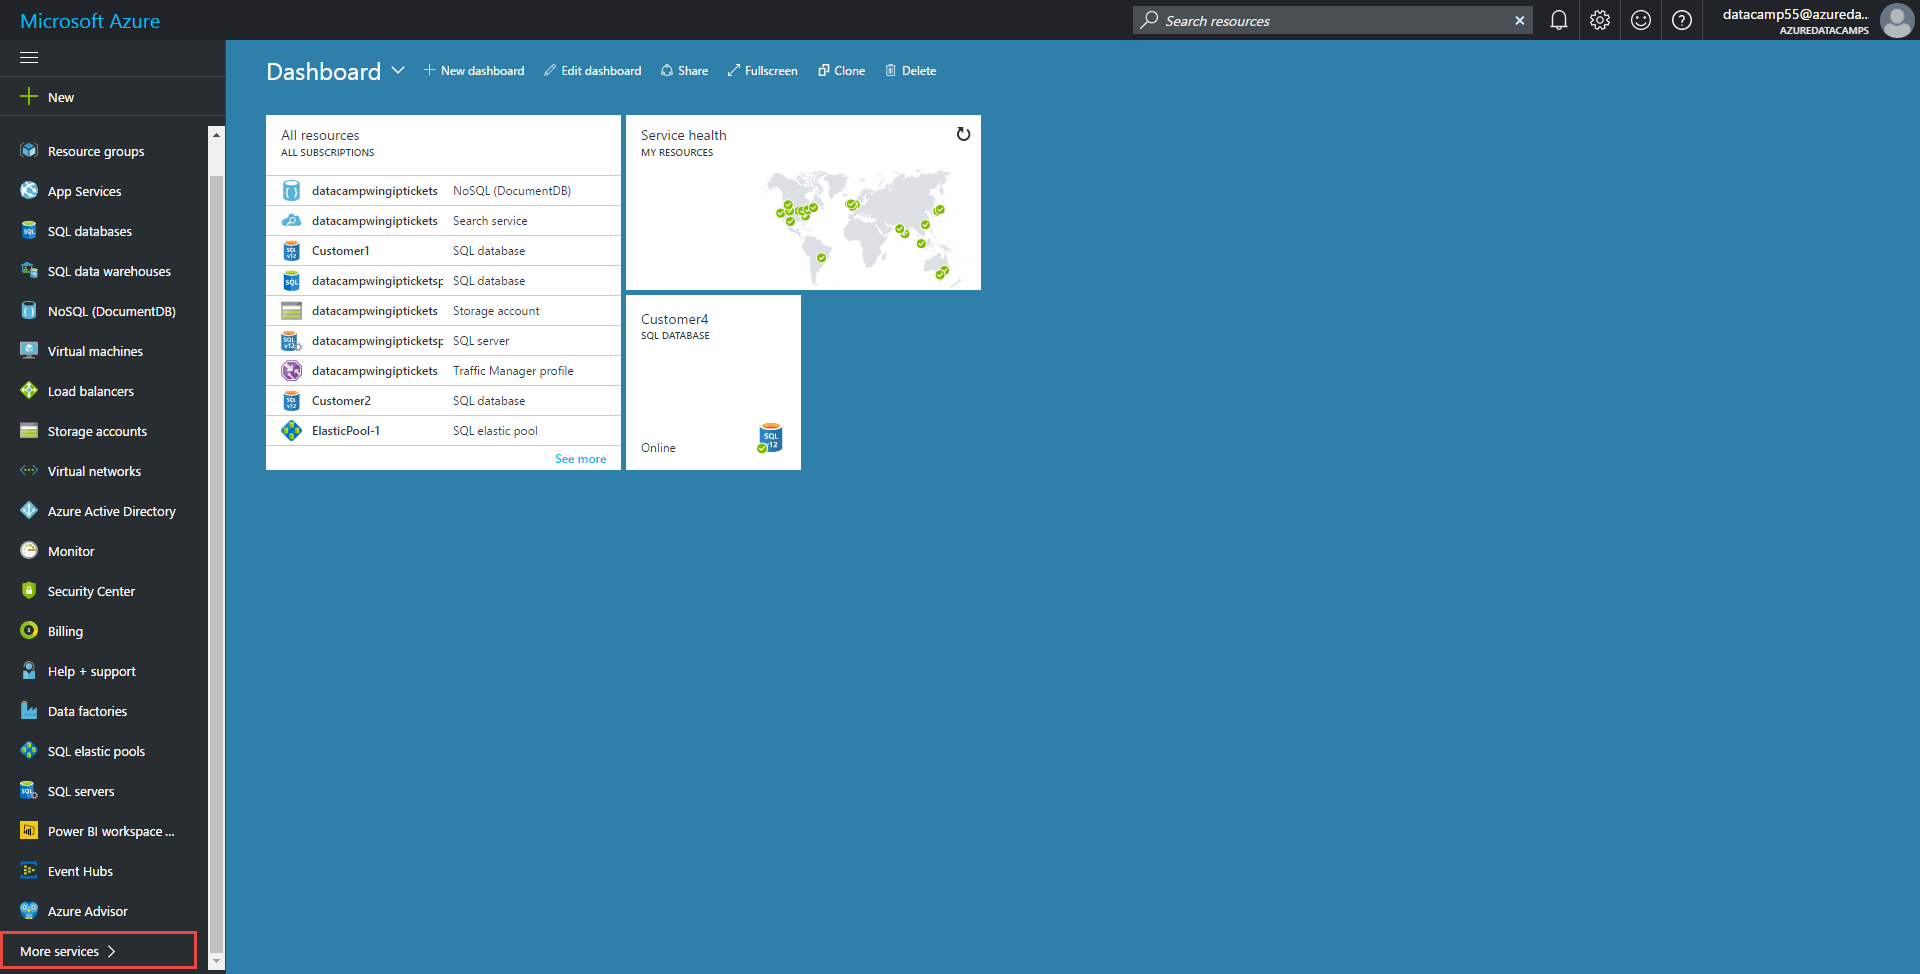 Microsoft Azure
Search resources
datacamp55@azureda...
AZUREDATACAMPS
New
Resource groups
App Services
SQL databases
SQL data warehouses
NoSQL (DocumentDB)
Virtual machines
Load balancers
Storage accounts
Virtual networks
Azure Active Directory
Monitor
Security Center
Billing
Help + support
Data factories
SQL elastic pools
SQL servers
Power BI workspace ...
Event Hubs
Azure Advisor
More services
Dashboard
New dashboard
Edit dashboard
Share
Fullscreen
Clone
Delete
All resources
ALL SUBSCRIPTIONS
datacampwingiptickets NoSQL (DocumentDB)
datacampwingiptickets Search service
Customer1 SQL database
datacampwingipticketsp SQL database
datacampwingiptickets Storage account
datacampwingipticketsp SQL server
datacampwingiptickets Traffic Manager profile
Customer2 SQL database
ElasticPool-1 SQL elastic pool
See more
Service health
MY RESOURCES
Customer4
SQL DATABASE
Online
SQL
v12